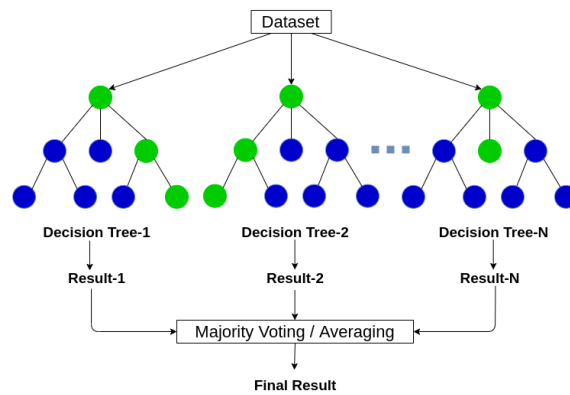 Dataset
Decision Tree-1
Decision Tree-2
Decision Tree-N
Result-1
Result-2
Result-N
Majority Voting / Averaging
Final Result